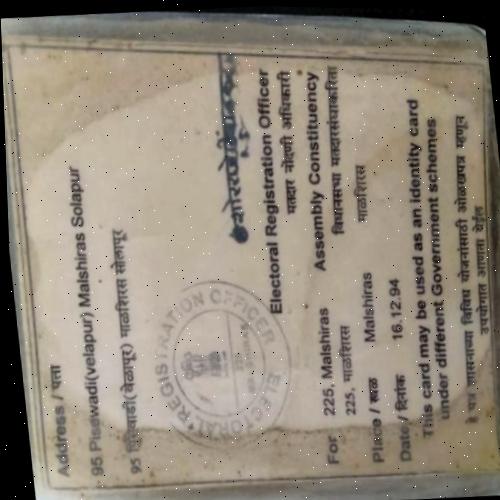 Address / पता
95 Pisewadi(velapur) Malshiras Solapur
95 पिसेवाडी(वेळापूर) माळशिरस सोलापूर
ELECTORAL REGISTRATION OFFICER
Electoral Registration Officer
मतदार नोंदणी अधिकारी
For 225, Malshiras Assembly Constituency
225, माळशिरस विधानसभा मतदारसंघाकरिता
Place / स्थळ Malshiras माळशिरस
Date / दिनांक 16.12.94
This card may be used as an identity card
under different Government schemes
हे पत्र शासनाच्या विविध योजनांसाठी ओळखपत्र म्हणून
उपयोगात आणता येईल